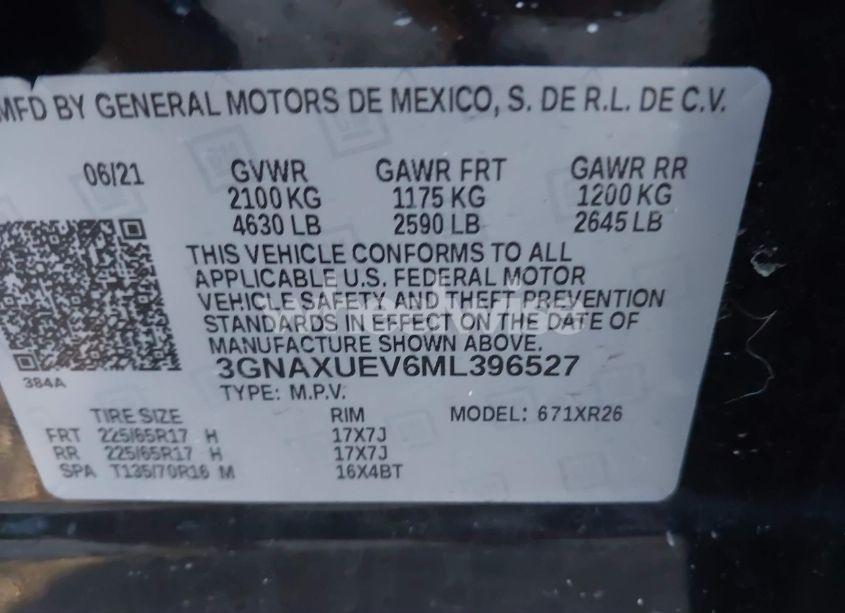 MFD BY GENERAL MOTORS DE MEXICO, S. DE R.L. DE C.V.
06/21 GVWR GAWR FRT GAWR RR
2100 KG 1175 KG 1200 KG
4630 LB 2590 LB 2645 LB
THIS VEHICLE CONFORMS TO ALL
APPLICABLE U.S. FEDERAL MOTOR
VEHICLE SAFETY AND THEFT PREVENTION
STANDARDS IN EFFECT ON THE DATE OF
MANUFACTURE SHOWN ABOVE.
3GNAXUEV6ML396527
384A
TYPE: M.P.V.
TIRE SIZE RIM MODEL: 671XR26
FRT 225/65R17 H 17X7J
RR 225/65R17 H 17X7J
SPA T135/70R16 M 16X4BT